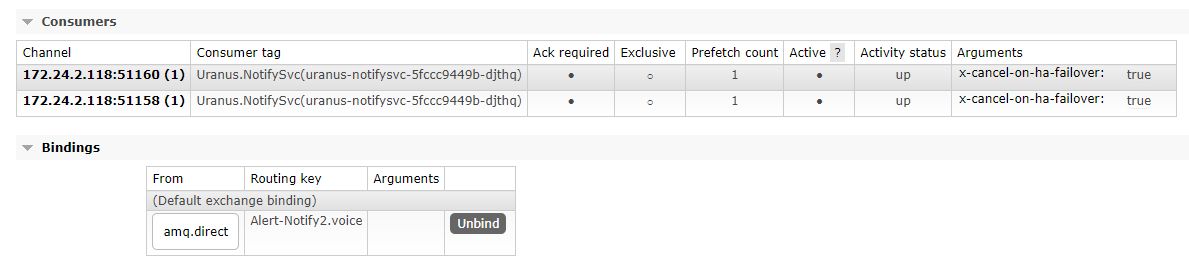 Consumers
Channel Consumer tag Ack required Exclusive Prefetch count Active ? Activity status Arguments
172.24.2.118:51160 (1) Uranus.NotifySvc(uranus-notifysvc-5fccc9449b-djthq) ● ○ 1 ● up x-cancel-on-ha-failover: true
172.24.2.118:51158 (1) Uranus.NotifySvc(uranus-notifysvc-5fccc9449b-djthq) ● ○ 1 ● up x-cancel-on-ha-failover: true
Bindings
From Routing key Arguments
(Default exchange binding)
amq.direct Alert-Notify2.voice Unbind